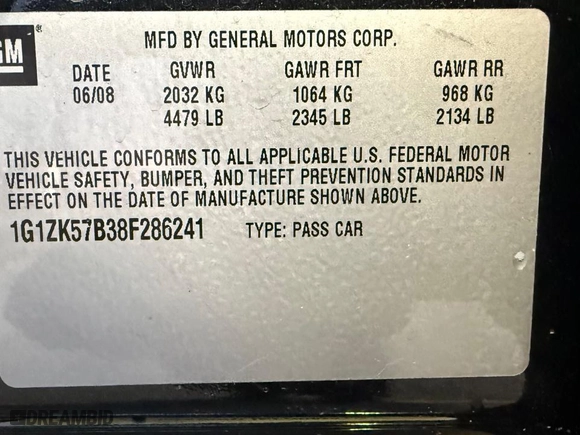 GM®
MFD BY GENERAL MOTORS CORP.
DATE GVWR GAWR FRT GAWR RR
06/08 2032 KG 1064 KG 968 KG
4479 LB 2345 LB 2134 LB
THIS VEHICLE CONFORMS TO ALL APPLICABLE U.S. FEDERAL MOTOR
VEHICLE SAFETY, BUMPER, AND THEFT PREVENTION STANDARDS IN
EFFECT ON THE DATE OF MANUFACTURE SHOWN ABOVE.
1G1ZK57B38F286241 TYPE: PASS CAR
DREAMBID